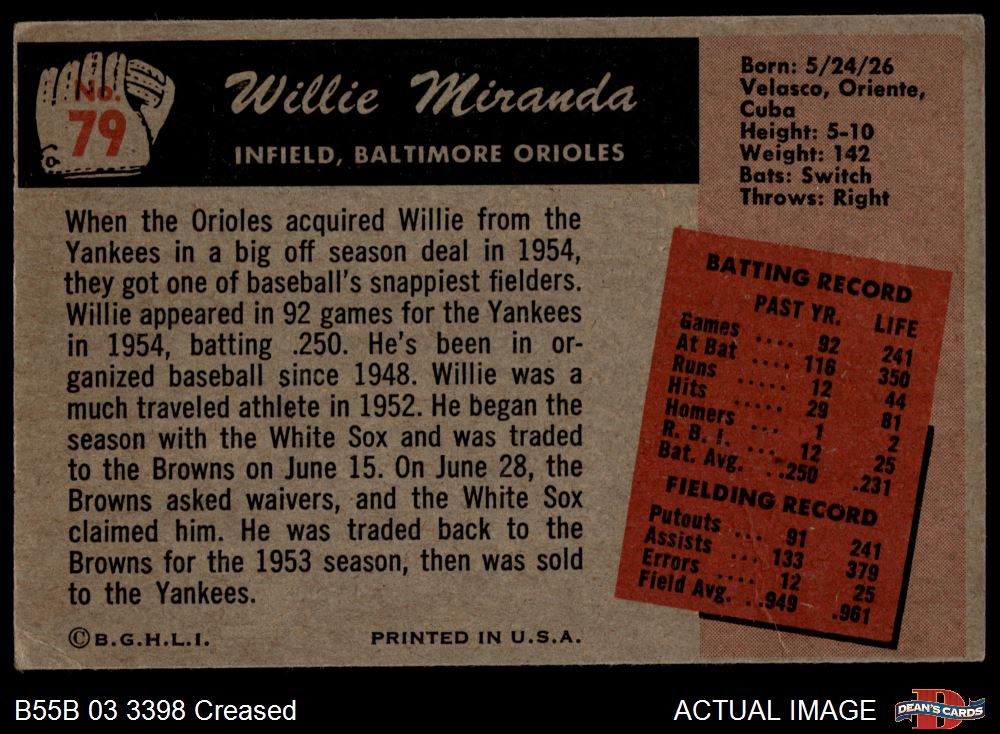 No.
79
Willie Miranda
INFIELD, BALTIMORE ORIOLES
Born: 5/24/26
Velasco, Oriente,
Cuba
Height: 5-10
Weight: 142
Bats: Switch
Throws: Right
When the Orioles acquired Willie from the
Yankees in a big off season deal in 1954,
they got one of baseball's snappiest fielders.
Willie appeared in 92 games for the Yankees
in 1954, batting .250. He's been in or-
ganized baseball since 1948. Willie was a
much traveled athlete in 1952. He began the
season with the White Sox and was traded
to the Browns on June 15. On June 28, the
Browns asked waivers, and the White Sox
claimed him. He was traded back to the
Browns for the 1953 season, then was sold
to the Yankees.
BATTING RECORD
PAST YR. LIFE
Games .... 92 241
At Bat .... 116 350
Runs ..... 12 44
Hits ..... 29 81
Homers ... 1 2
R. B. I. ... 12 25
Bat. Avg. ..250 .231
FIELDING RECORD
Putouts ... 91 241
Assists ... 133 379
Errors .... 12 25
Field Avg. ..949 .961
©B.G.H.L.I. PRINTED IN U.S.A.
B55B 03 3398 Creased
ACTUAL IMAGE
DEAN'S CARDS